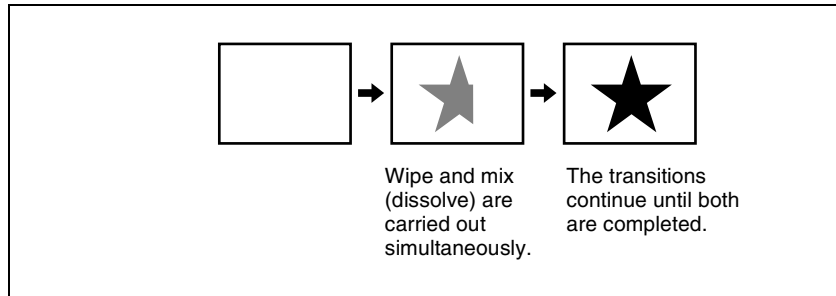 Wipe and mix
(dissolve) are
carried out
simultaneously.
The transitions
continue until both
are completed.